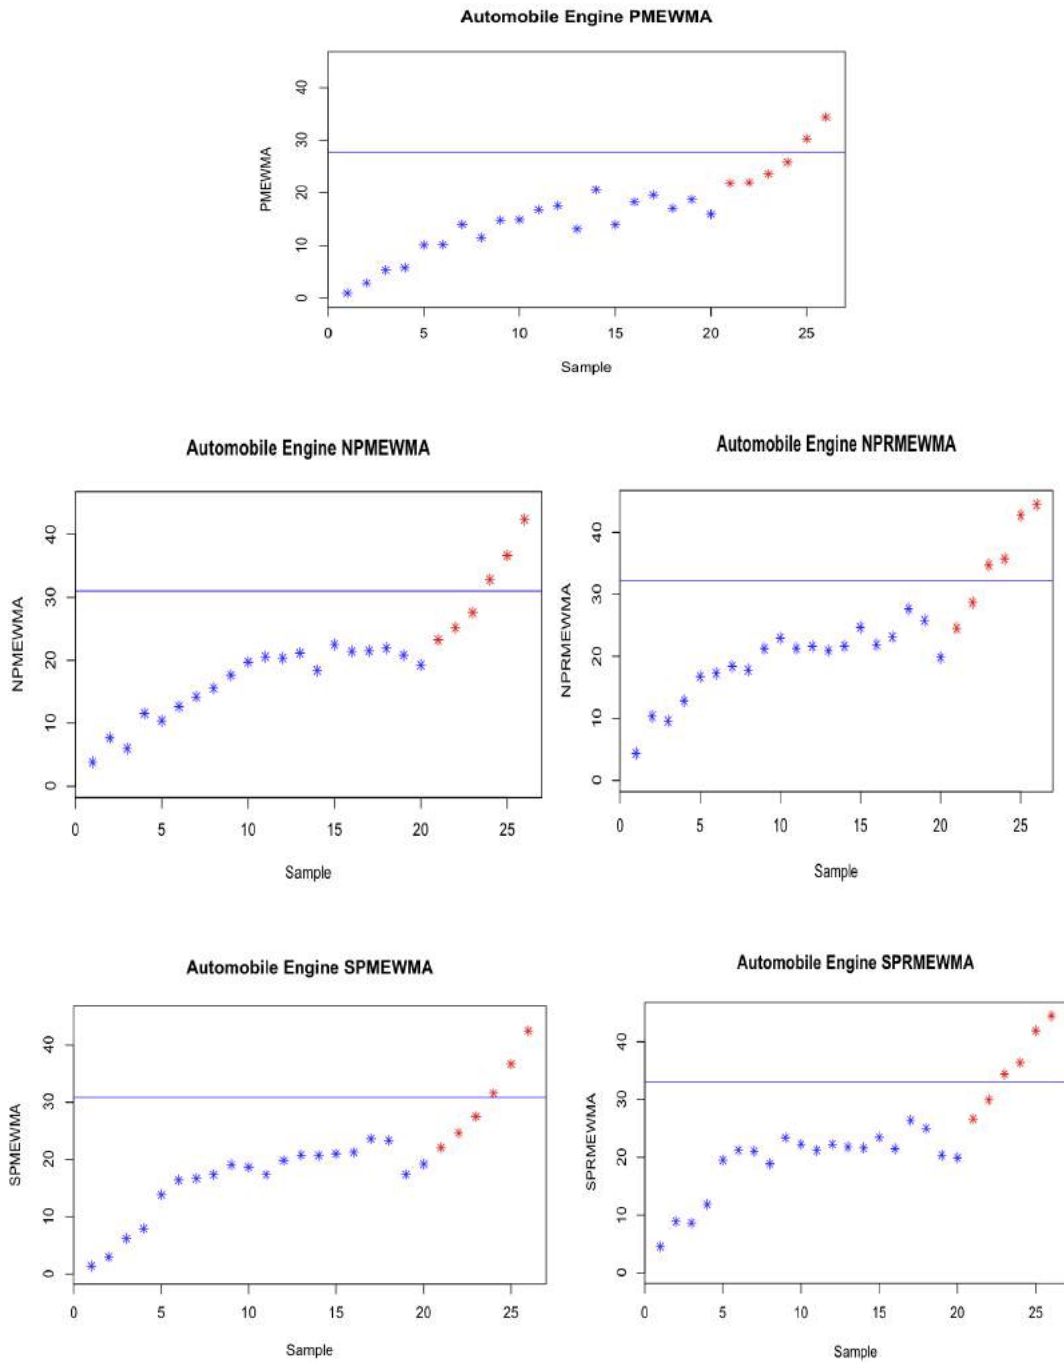 Automobile Engine PMEWMA
40
30
20
10
0
PMEWMA
0 5 10 15 20 25
Sample
Automobile Engine NPMEWMA
40
30
20
10
0
NPMEWMA
0 5 10 15 20 25
Sample
Automobile Engine NPRMEWMA
40
30
20
10
0
NPRMEWMA
0 5 10 15 20 25
Sample
Automobile Engine SPMEWMA
40
30
20
10
0
SPMEWMA
0 5 10 15 20 25
Sample
Automobile Engine SPRMEWMA
40
30
20
10
0
SPRMEWMA
0 5 10 15 20 25
Sample